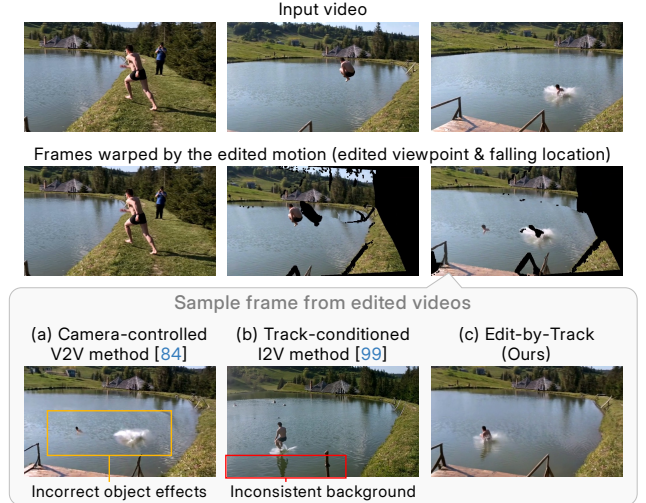 Input video
Frames warped by the edited motion (edited viewpoint & falling location)
Sample frame from edited videos
(a) Camera-controlled
V2V method [84]
(b) Track-conditioned
I2V method [99]
(c) Edit-by-Track
(Ours)
Incorrect object effects
Inconsistent background